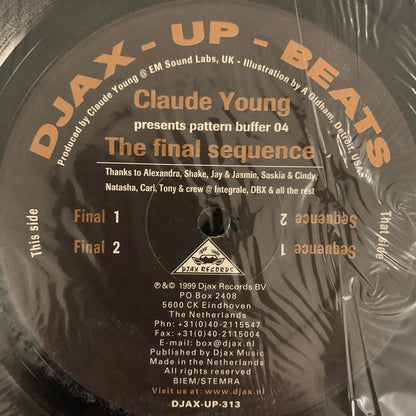 DJAX - UP - BEATS
Produced by Claude Young @ EM Sound Labs, UK - Illustration by A Oldham, Detroit, USA
Claude Young
presents pattern buffer 04
The final sequence
Thanks to Alexandra, Shake, Jay & Jasmin, Saskia & Cindy,
Natasha, Carl, Tony & crew @ Integrale, DBX & all the rest
This side
Final 1
Final 2
That side
Sequence 1
Sequence 2
DJAX RECORDS
℗&© 1999 Djax Records BV
PO Box 2408
5600 CK Eindhoven
The Netherlands
Phn: +31(0)40-2115547
Fax: +31(0)40-2115004
E-mail: box@djax.nl
Published by Djax Music
Made in the Netherlands
All rights reserved
BIEM/STEMRA
Visit us at: www.djax.nl
DJAX-UP-313